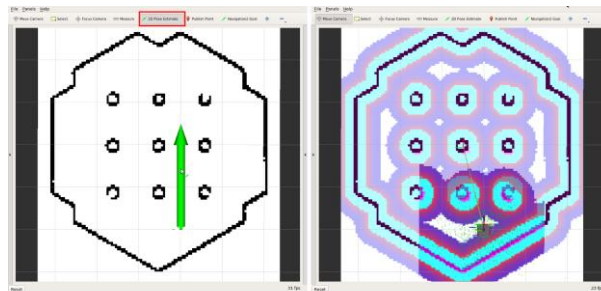 File Panels Help
Move Camera Select Focus Camera Measure 2D Pose Estimate Publish Point Navigation2 Goal
Reset
File Panels Help
Move Camera Select Focus Camera Measure 2D Pose Estimate Publish Point Navigation2 Goal
Reset